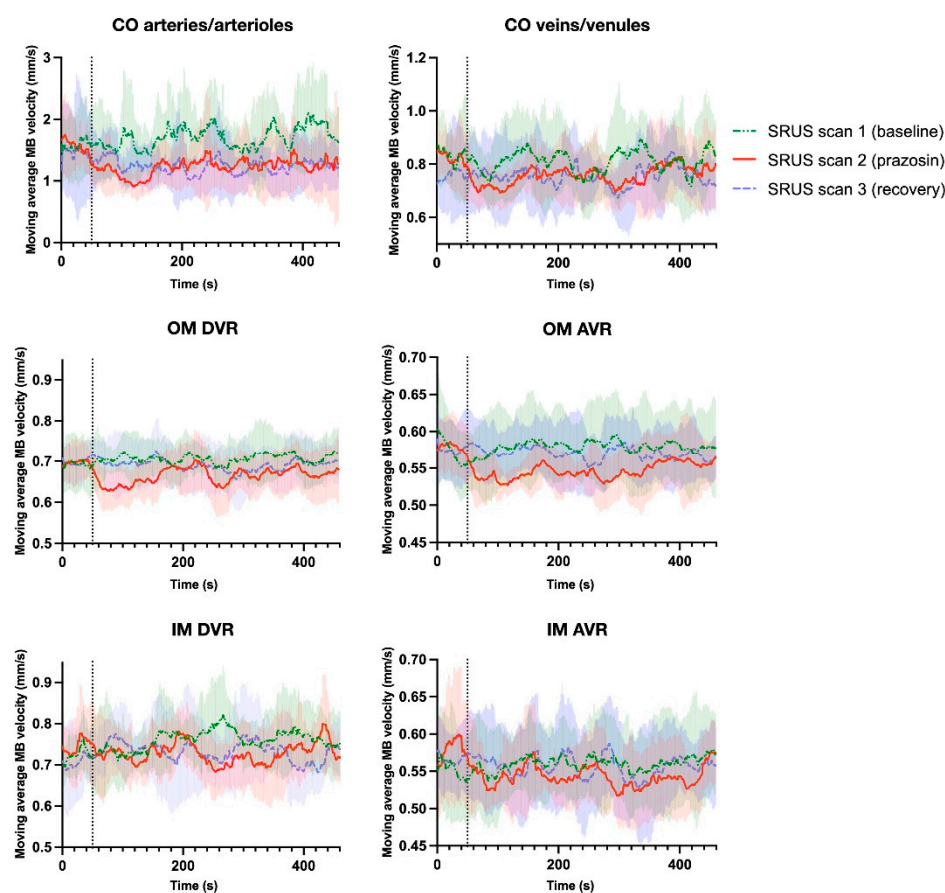 CO arteries/arterioles
Moving average MB velocity (mm/s)
3
2
1
0
0
200
400
Time (s)
CO veins/venules
Moving average MB velocity (mm/s)
1.2
1.0
0.8
0.6
0
200
400
Time (s)
SRUS scan 1 (baseline)
SRUS scan 2 (prazosin)
SRUS scan 3 (recovery)
OM DVR
Moving average MB velocity (mm/s)
0.9
0.8
0.7
0.6
0.5
0
200
400
Time (s)
OM AVR
Moving average MB velocity (mm/s)
0.70
0.65
0.60
0.55
0.50
0.45
0
200
400
Time (s)
IM DVR
Moving average MB velocity (mm/s)
0.9
0.8
0.7
0.6
0.5
0
200
400
Time (s)
IM AVR
Moving average MB velocity (mm/s)
0.70
0.65
0.60
0.55
0.50
0.45
0
200
400
Time (s)